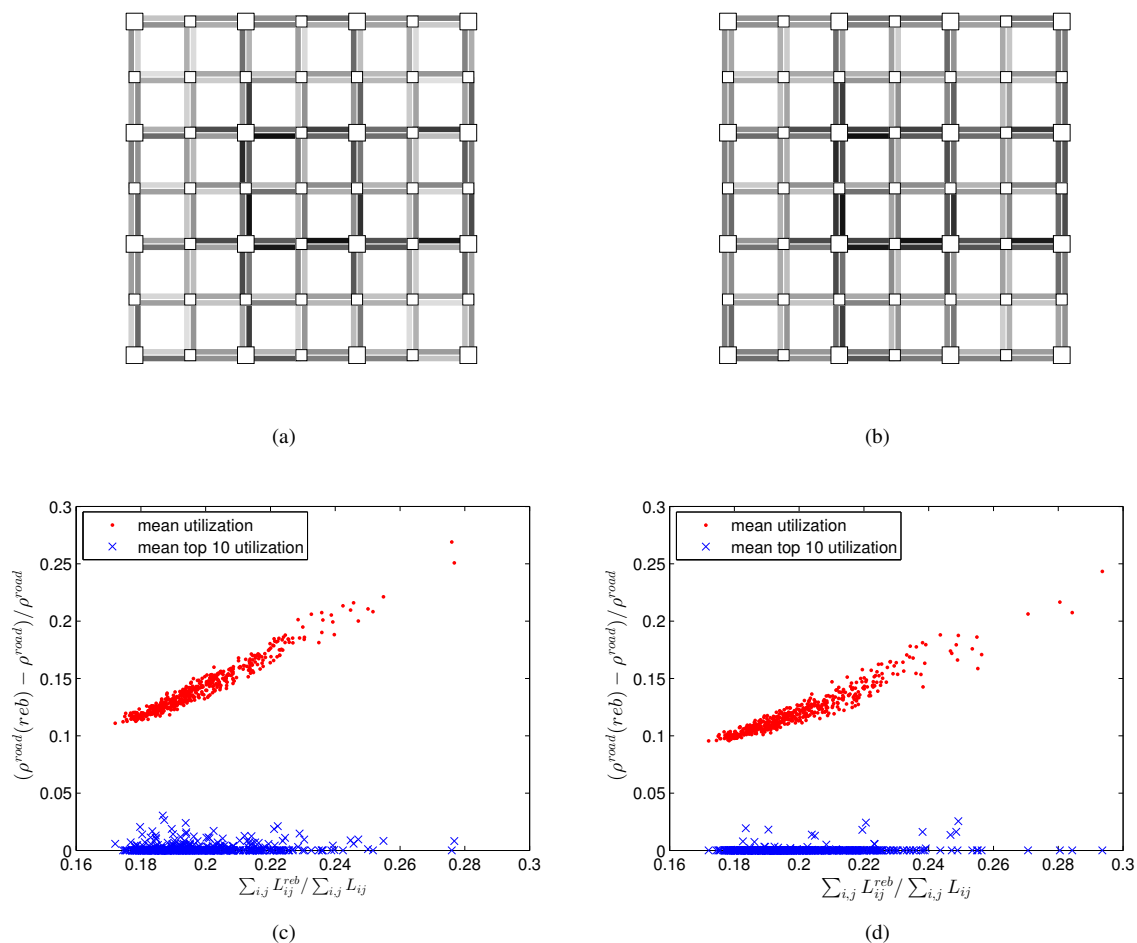 (a)
(b)
0.3
0.25
0.2
0.15
0.1
0.05
0
(ρ^road(reb) − ρ^road)/ρ^road
mean utilization
mean top 10 utilization
0.16
0.18
0.2
0.22
0.24
0.26
0.28
0.3
∑_{i,j} L_{ij}^{reb}/ ∑_{i,j} L_{ij}
(c)
0.3
0.25
0.2
0.15
0.1
0.05
0
(ρ^road(reb) − ρ^road)/ρ^road
mean utilization
mean top 10 utilization
0.16
0.18
0.2
0.22
0.24
0.26
0.28
0.3
∑_{i,j} L_{ij}^{reb}/ ∑_{i,j} L_{ij}
(d)